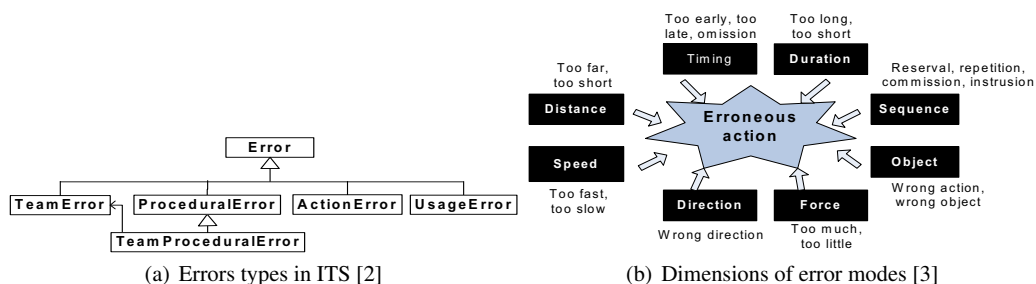 Error
TeamError
ProceduralError
ActionError
UsageError
TeamProceduralError
(a) Errors types in ITS [2]
Too early, too
late, omission
Timing
Too long,
too short
Duration
Too far,
too short
Distance
Reserval, repetition,
commission, instrusion
Sequence
Erroneous
action
Speed
Too fast,
too slow
Object
Wrong action,
wrong object
Direction
Wrong direction
Force
Too much,
too little
(b) Dimensions of error modes [3]